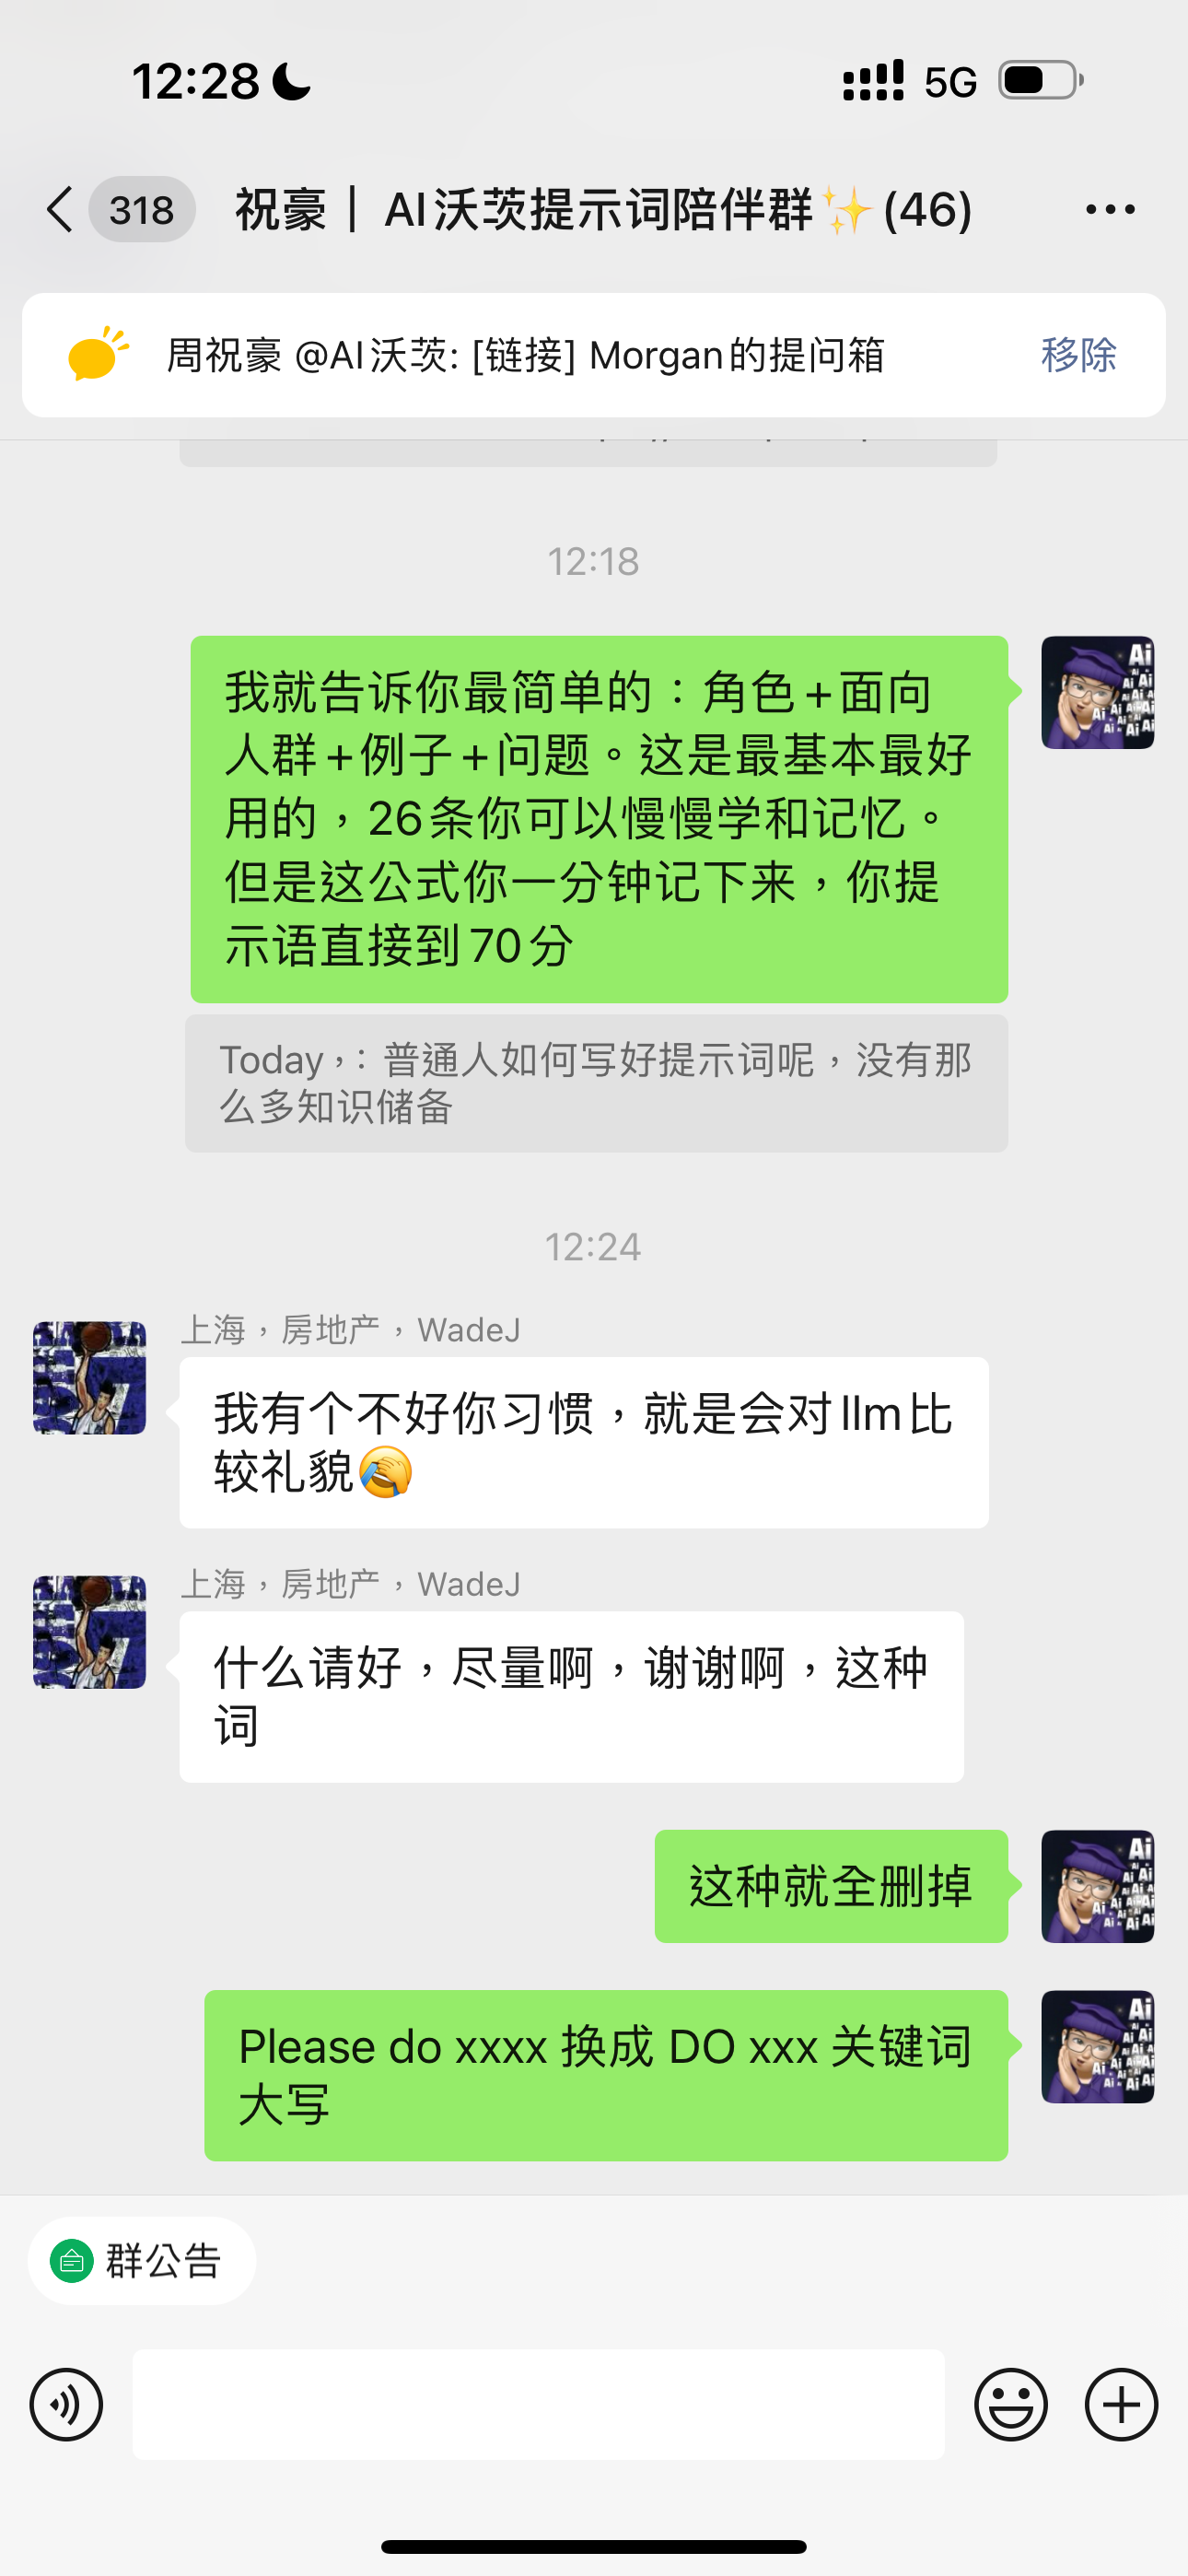 12:28
5G
318
祝豪｜ AI沃茨提示词陪伴群✨(46)
周祝豪 @AI沃茨: [链接] Morgan的提问箱
移除
12:18
我就告诉你最简单的：角色+面向
人群+例子+问题。这是最基本最好
用的，26条你可以慢慢学和记忆。
但是这公式你一分钟记下来，你提
示语直接到70分
Today，: 普通人如何写好提示词呢，没有那
么多知识储备
12:24
上海，房地产，WadeJ
我有个不好你习惯，就是会对llm比
较礼貌🤦
上海，房地产，WadeJ
什么请好，尽量啊，谢谢啊，这种
词
这种就全删掉
Please do xxxx 换成 DO xxx 关键词
大写
群公告